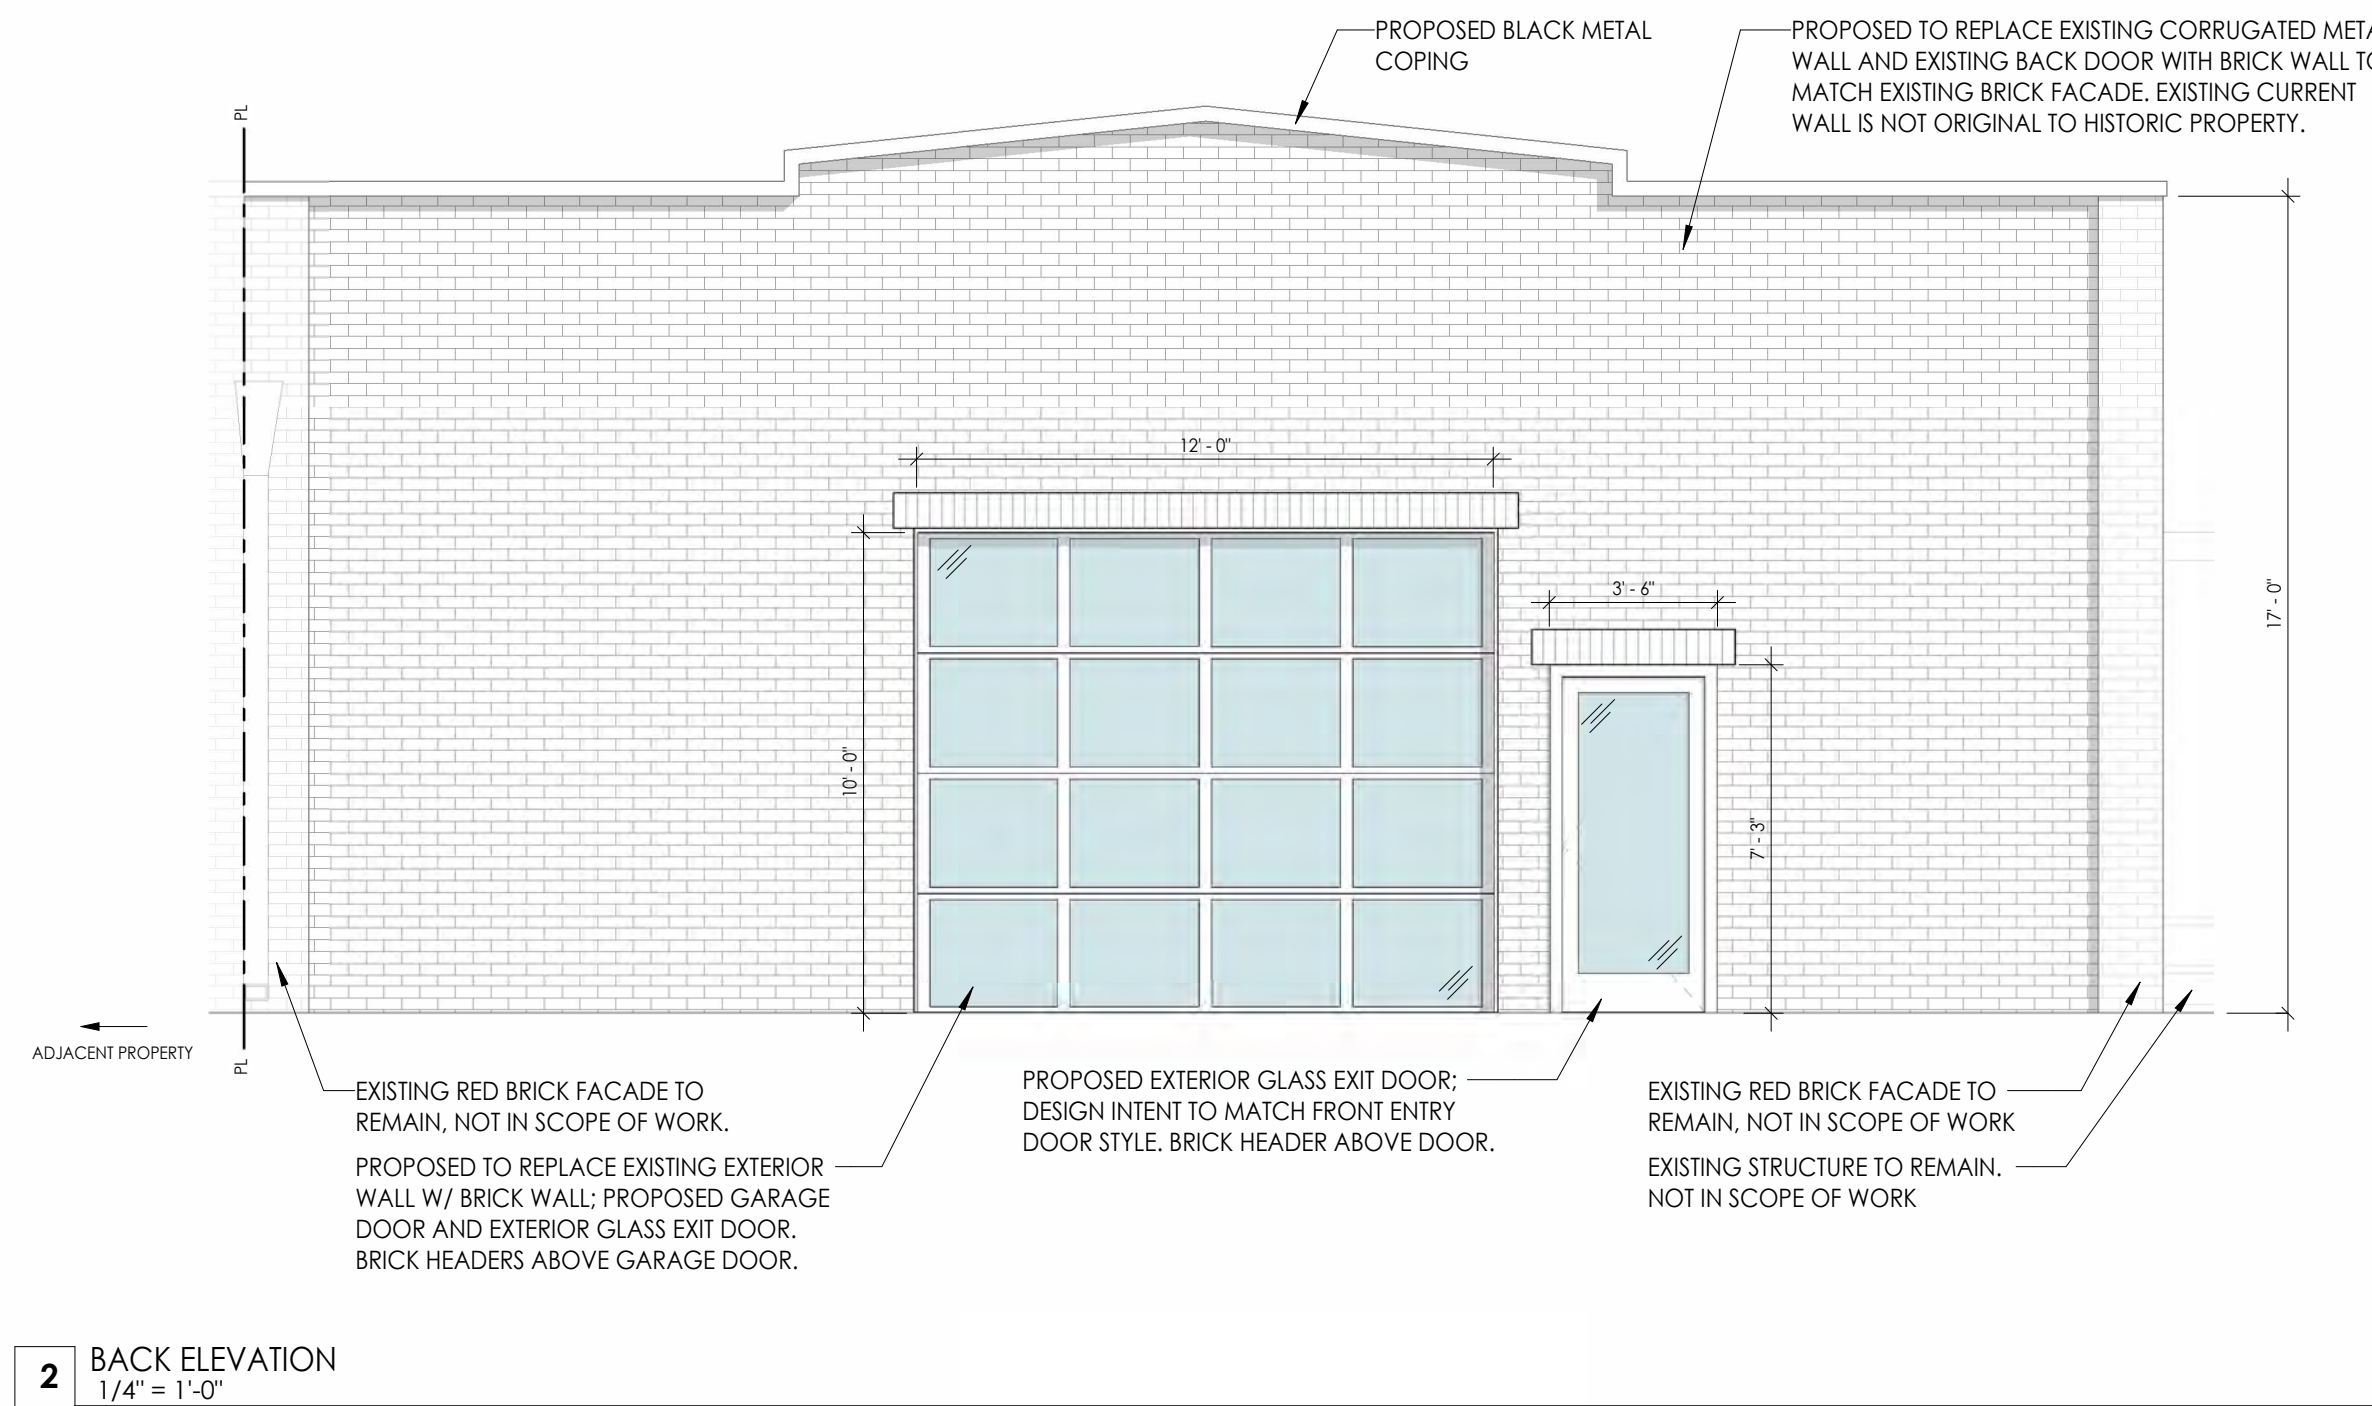 PROPOSED BLACK METAL
COPING
PROPOSED TO REPLACE EXISTING CORRUGATED
WALL AND EXISTING BACK DOOR WITH BRICK WALL
MATCH EXISTING BRICK FACADE. EXISTING CURRENT
WALL IS NOT ORIGINAL TO HISTORIC PROPERTY.
PL
12' - 0"
3' - 6"
17' - 0"
10' - 0"
7' - 3"
ADJACENT PROPERTY
PL
EXISTING RED BRICK FACADE TO
REMAIN, NOT IN SCOPE OF WORK.
PROPOSED TO REPLACE EXISTING EXTERIOR
WALL W/ BRICK WALL; PROPOSED GARAGE
DOOR AND EXTERIOR GLASS EXIT DOOR.
BRICK HEADERS ABOVE GARAGE DOOR.
PROPOSED EXTERIOR GLASS EXIT DOOR;
DESIGN INTENT TO MATCH FRONT ENTRY
DOOR STYLE. BRICK HEADER ABOVE DOOR.
EXISTING RED BRICK FACADE TO
REMAIN, NOT IN SCOPE OF WORK
EXISTING STRUCTURE TO REMAIN.
NOT IN SCOPE OF WORK
2
BACK ELEVATION
1/4" = 1'-0"